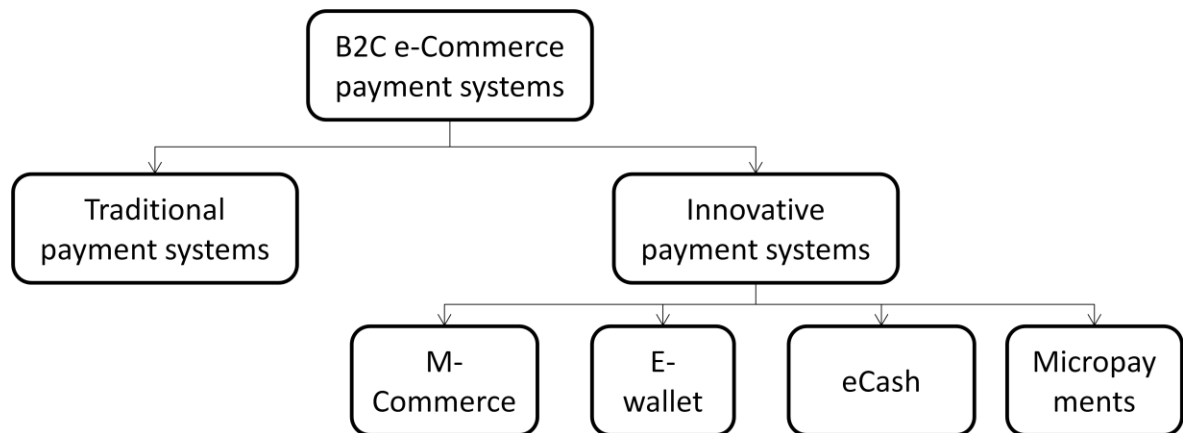 B2C e-Commerce
payment systems
Traditional
payment systems
Innovative
payment systems
M-
Commerce
E-
wallet
eCash
Micropay
ments